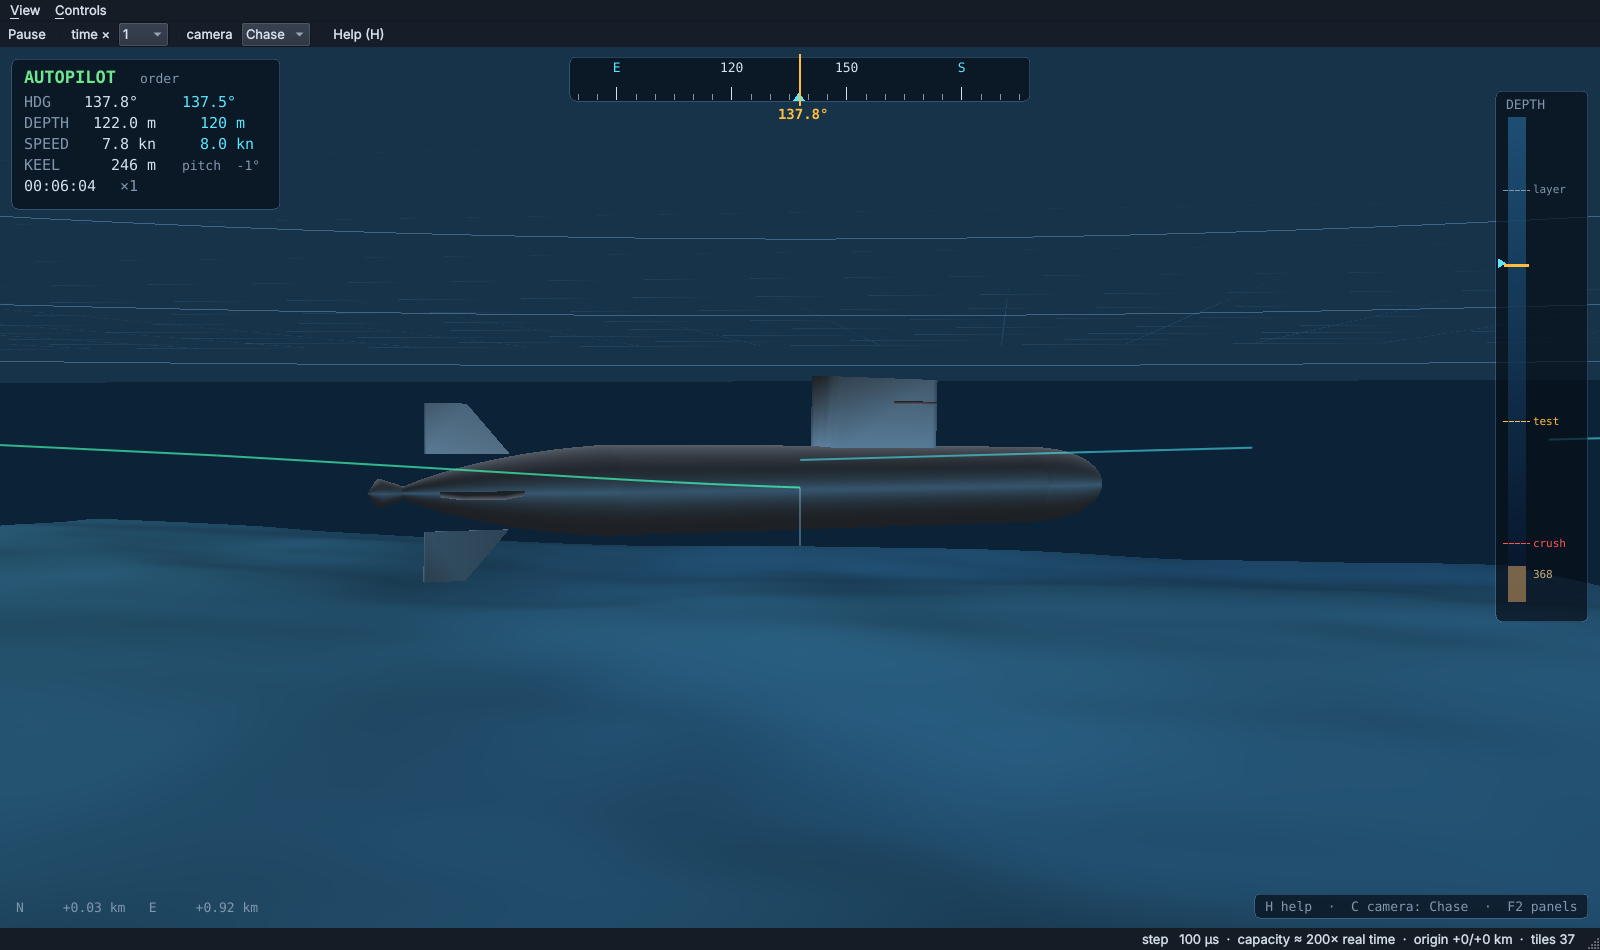 View Controls
Pause time × 1 camera Chase Help (H)
AUTOPILOT order
HDG 137.8° 137.5°
DEPTH 122.0 m 120 m
SPEED 7.8 kn 8.0 kn
KEEL 246 m pitch -1°
00:06:04 ×1
E 120 150 S
137.8°
DEPTH
layer
test
crush
368
N +0.03 km E +0.92 km
H help · C camera: Chase · F2 panels
step 100 µs · capacity ≈ 200× real time · origin +0/+0 km · tiles 37